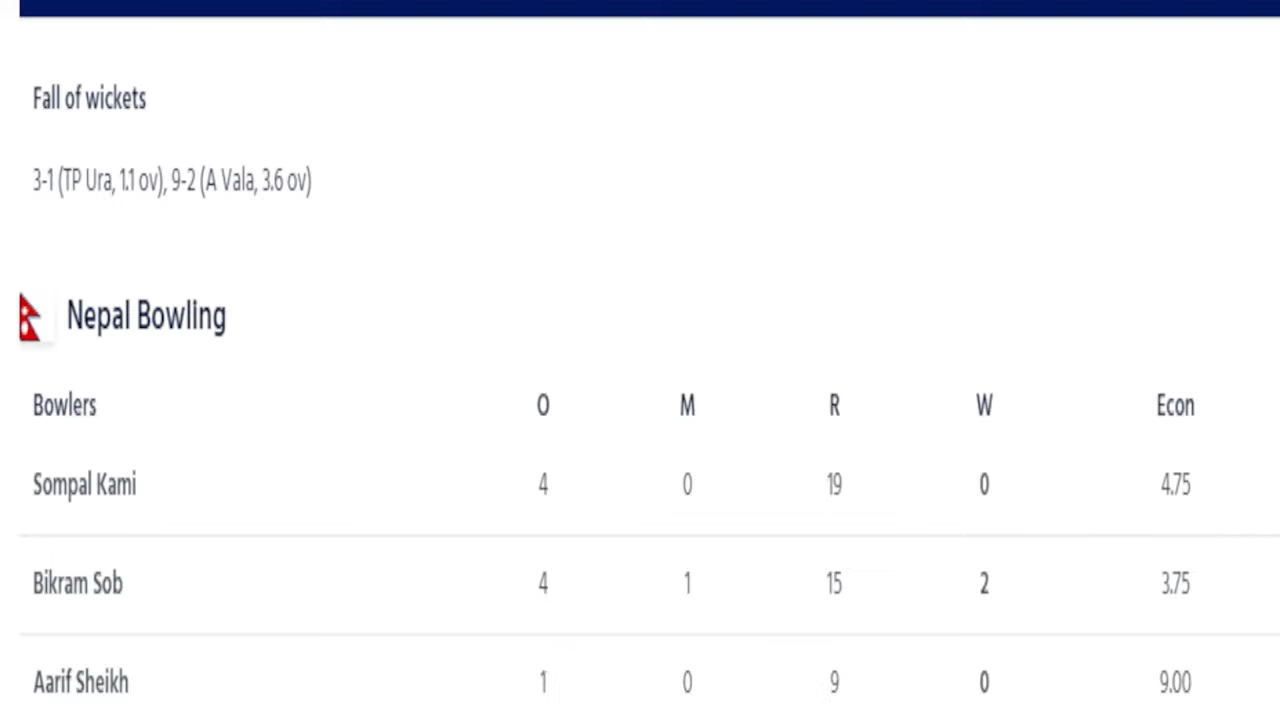 Fall of wickets
3-1 (TP Ura, 1.1 ov), 9-2 (A Vala, 3.6 ov)
Nepal Bowling
Bowlers O M R W Econ
Sompal Kami 4 0 19 0 4.75
Bikram Sob 4 1 15 2 3.75
Aarif Sheikh 1 0 9 0 9.00